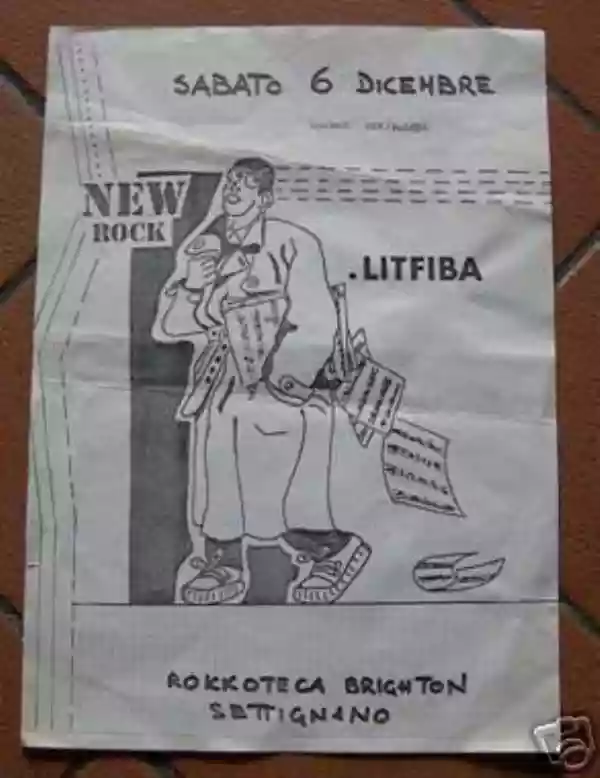 SABATO 6 DICEMBRE
NEW
ROCK
.LITFIBA
ROKKOTECA BRIGHTON
SETTIGNANO